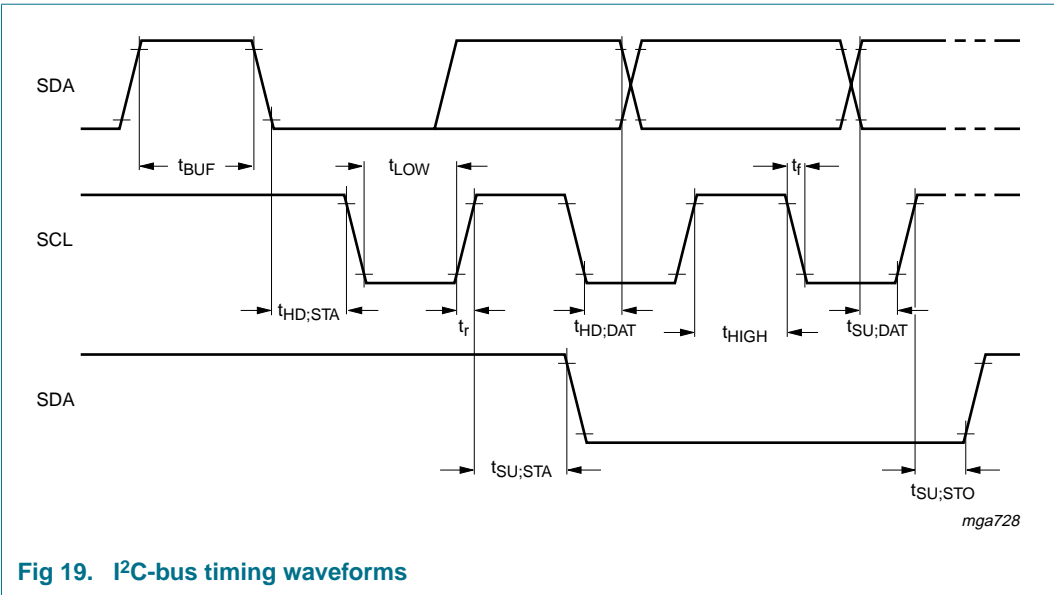 SDA
tBUF
tLOW
tf
SCL
tHD;STA
tr
tHD;DAT
tHIGH
tSU;DAT
SDA
tSU;STA
tSU;STO
mga728
Fig 19. I²C-bus timing waveforms